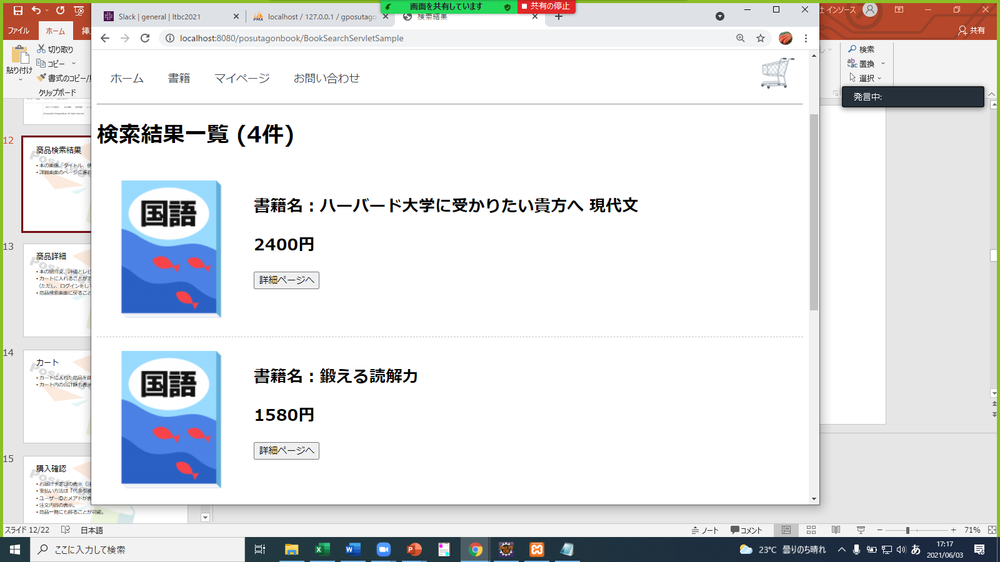 画面を共有しています
共有の停止
Slack | general | ltbc2021
localhost / 127.0.0.1 / gposutago
検索結果
インソース
ファイル
ホーム
共有
localhost:8080/posutagonbook/BookSearchServletSample
切り取り
コピー
貼り付け
書式のコピー/
クリップボード
検索
置換
選択
発言中:
ホーム
書籍
マイページ
お問い合わせ
検索結果一覧 (4件)
国語
書籍名：ハーバード大学に受かりたい貴方へ 現代文
2400円
詳細ページへ
国語
書籍名：鍛える読解力
1580円
詳細ページへ
12
商品検索結果
• 本の画像、タイトル、
• 詳細画面のページに進
13
商品詳細
• 本の紹介文、評価とレビ
• カートに入れることがで
（ただし、ログインをして
• 商品検索画面に戻ること
14
カート
• カートに入れた商品を
• カート内の合計額も表示
15
購入確認
• お届け予定日の表示（注
• 支払い方法は「代金引換
• ユーザーIDとメアドが表
• 注文内容の表示。
• 商品一覧にも移ることが可能。
スライド 12/22
日本語
ノート
コメント
71%
ここに入力して検索
23°C 曇りのち晴れ
あ
17:17
2021/06/03